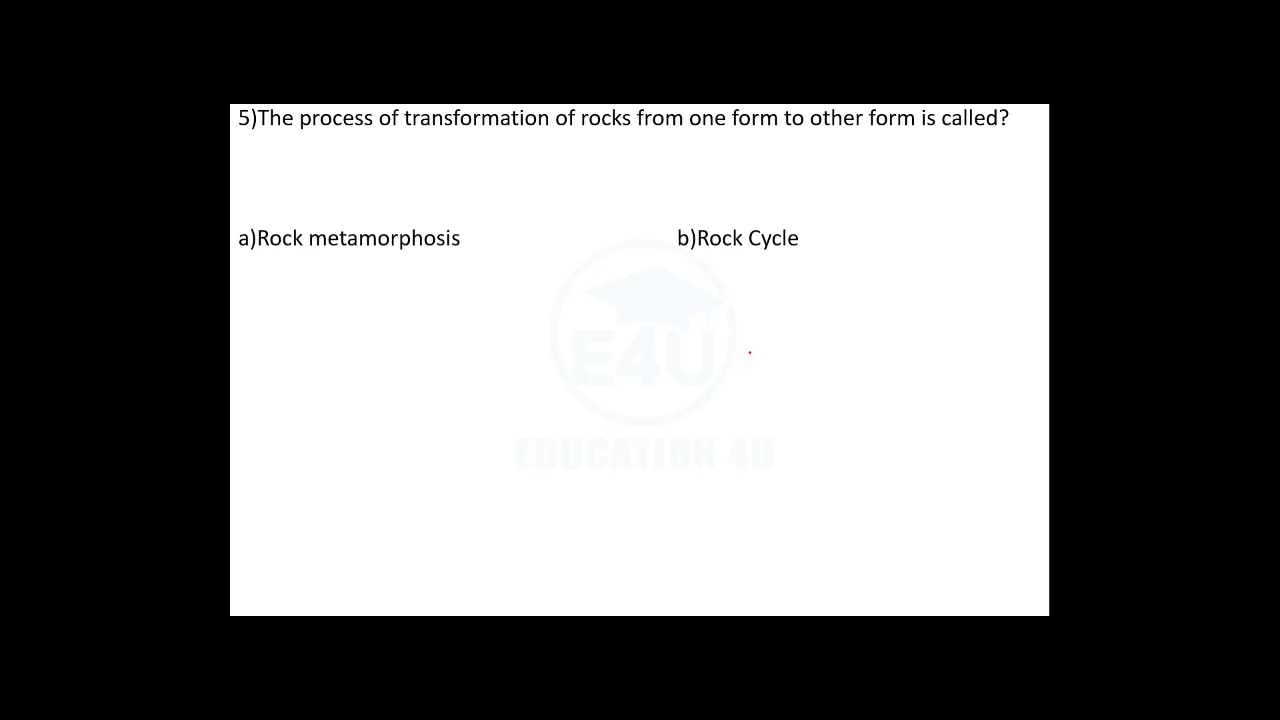 5)The process of transformation of rocks from one form to other form is called?
a)Rock metamorphosis b)Rock Cycle
E4U
EDUCATION 4U